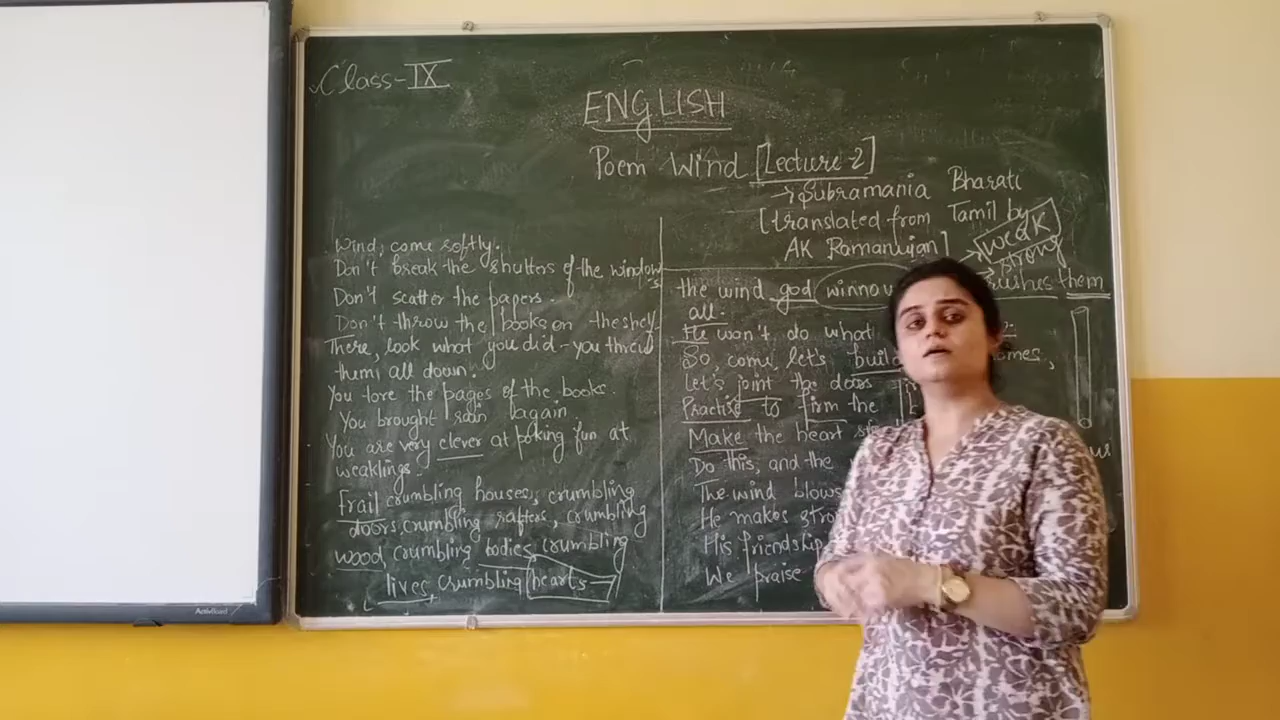 Class-IX
ENGLISH
Poem Wind [Lecture-2]
→ Subramania Bharati
[translated from Tamil by
AK Ramanujan]
→ weak
→ strong
Wind, come softly.
Don't break the shutters of the windows
Don't scatter the papers.
Don't throw the books on the shelf.
There, look what you did - you threw
them all down.
You tore the pages of the books.
You brought rain again.
You are very clever at poking fun at
weaklings.
Frail crumbling houses, crumbling
doors, crumbling rafters, crumbling
wood, crumbling bodies, crumbling
lives, crumbling hearts
the wind god crushes them
all.
He won't do what
So, come, let's build homes,
Let's joint the doors
Practise to firm the
Make the heart
Do this, and the
The wind blows
He makes
His friendship
We praise
ActivBoard